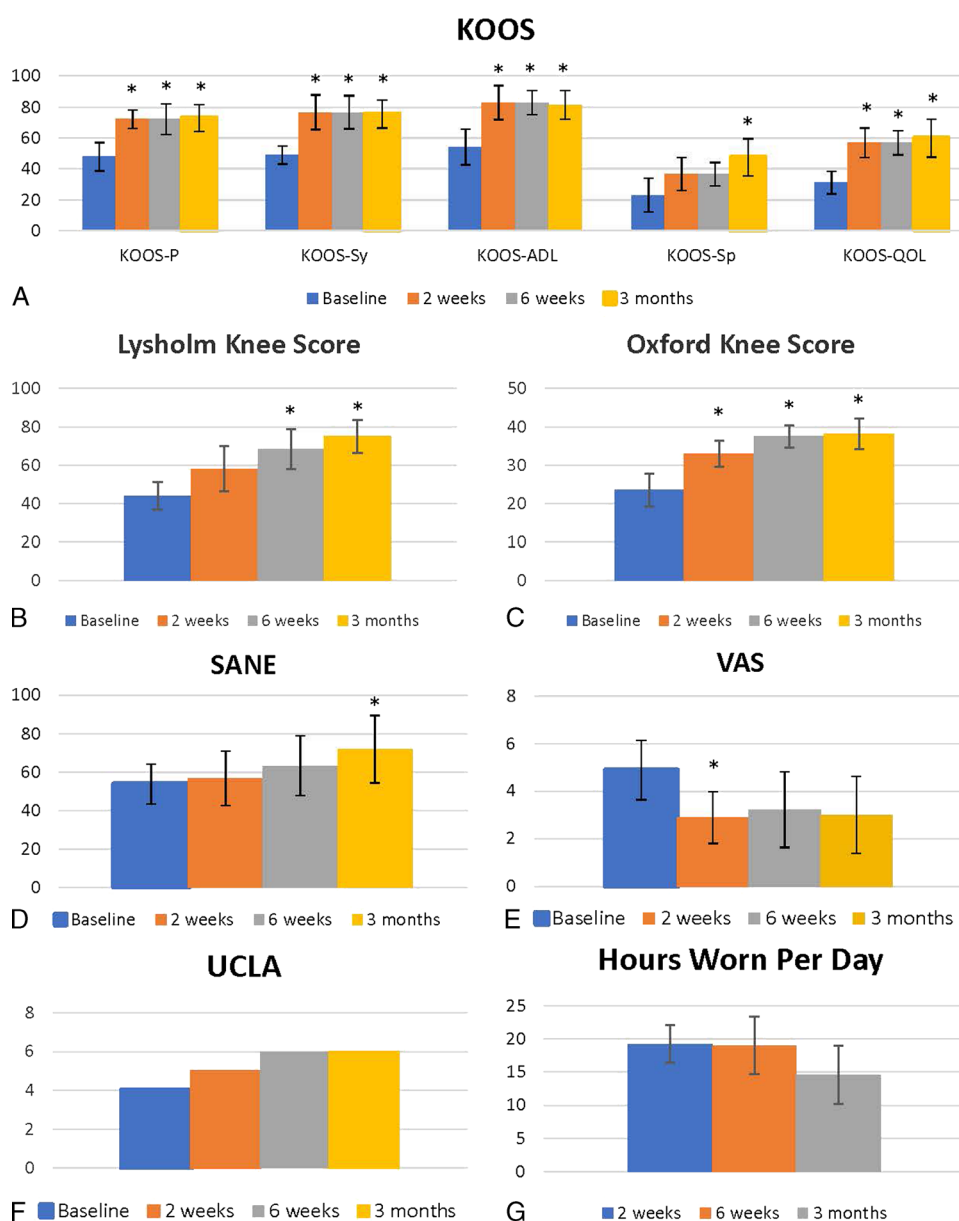 KOOS
* * * * * * * * * * * * *
100
80
60
40
20
0
KOOS-P KOOS-Sy KOOS-ADL KOOS-Sp KOOS-QOL
A
Baseline 2 weeks 6 weeks 3 months
Lysholm Knee Score
100
80
60
40
20
0
* *
B
Baseline 2 weeks 6 weeks 3 months
Oxford Knee Score
50
40
30
20
10
0
* * *
C
Baseline 2 weeks 6 weeks 3 months
SANE
100
80
60
40
20
0
*
D
Baseline 2 weeks 6 weeks 3 months
VAS
8
6
4
2
0
*
E
Baseline 2 weeks 6 weeks 3 months
UCLA
8
6
4
2
0
F
Baseline 2 weeks 6 weeks 3 months
Hours Worn Per Day
25
20
15
10
5
0
G
2 weeks 6 weeks 3 months